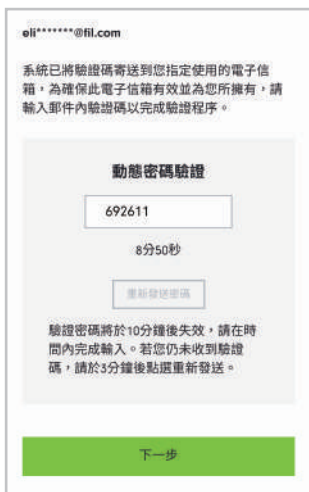 eli*******@fil.com
系統已將驗證碼寄送到您指定使用的電子信
箱，為確保此電子信箱有效並為您所擁有，請
輸入郵件內驗證碼以完成驗證程序。
動態密碼驗證
692611
8分50秒
重新發送密碼
驗證密碼將於10分鐘後失效，請在時
間內完成輸入。若您仍未收到驗證
碼，請於3分鐘後點選重新發送。
下一步